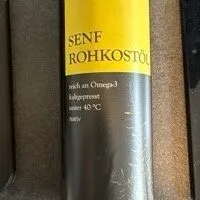 SENF
ROHKOSTÖL
reich an Omega-3
kaltgepresst
unter 40 °C
nativ